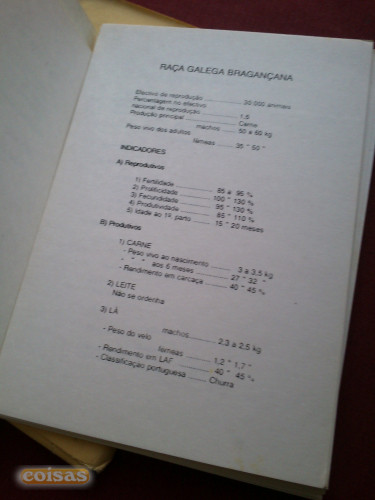 RAÇA GALEGA BRAGANÇANA
Efectivo de reprodução ........ 30 000 animais
Percentagem no efectivo
nacional de reprodução ........ 1,5
Produção principal ........ Carne
Peso vivo dos adultos machos ..... 50 a 60 kg
fêmeas ..... 35 " 50 "
INDICADORES
A) Reprodutivos
1) Fertilidade ........ 85 a 95 %
2) Prolificidade ........ 100 " 130 %
3) Fecundidade ........ 95 " 130 %
4) Produtividade ........ 85 " 110 %
5) Idade ao 1º. parto ..... 15 " 20 meses
B) Produtivos
1) CARNE
- Peso vivo ao nascimento ........ 3 a 3,5 kg
" " " aos 5 meses ........ 27 " 32 "
- Rendimento em carcaça ........ 40 " 45 %
2) LEITE
Não se ordenha
3) LÃ
- Peso do velo machos ........ 2,3 a 2,5 kg
fêmeas ........ 1,2 " 1,7 "
- Rendimento em LAF ........ 40 " 45 %
- Classificação portuguesa ........ Churra
coisas